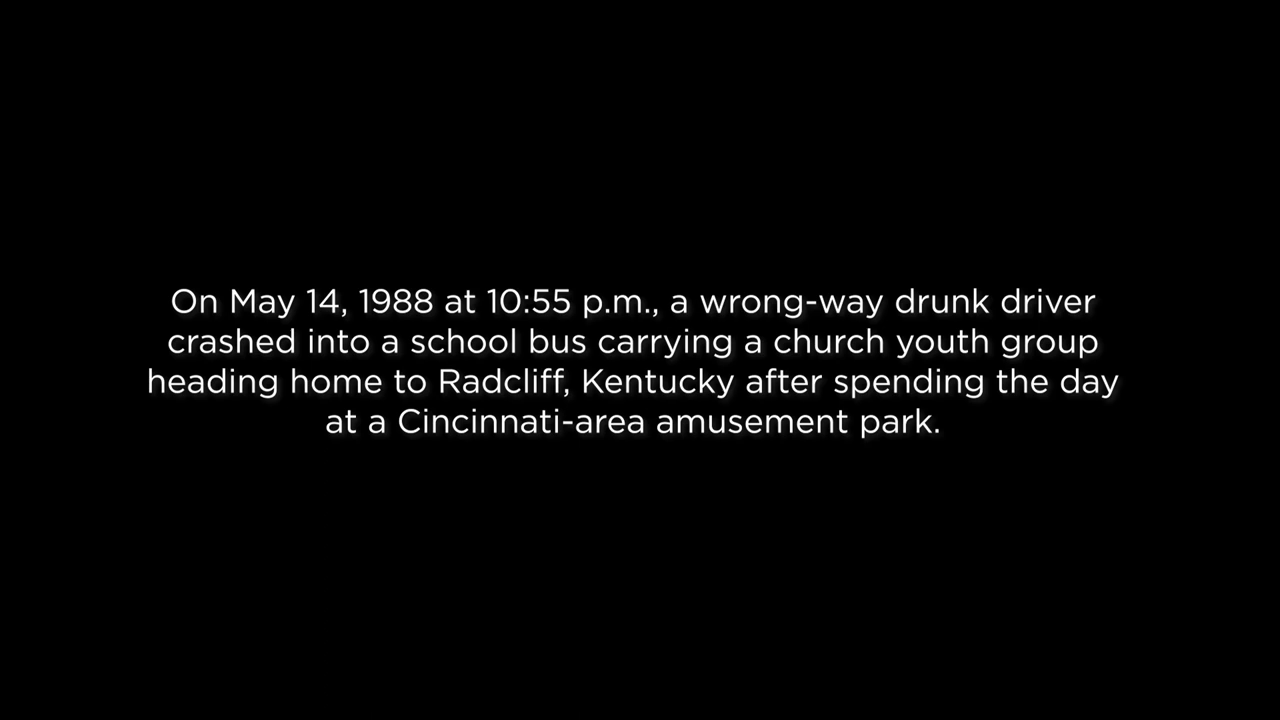 On May 14, 1988 at 10:55 p.m., a wrong-way drunk driver
crashed into a school bus carrying a church youth group
heading home to Radcliff, Kentucky after spending the day
at a Cincinnati-area amusement park.